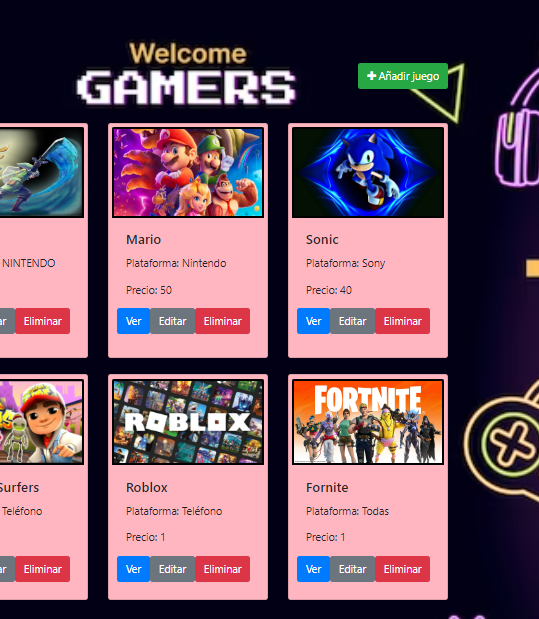 Welcome
GAMERS
Añadir juego
NINTENDO
Eliminar
Mario
Plataforma: Nintendo
Precio: 50
Ver Editar Eliminar
Sonic
Plataforma: Sony
Precio: 40
Ver Editar Eliminar
Surfers
Teléfono
Eliminar
ROBLOX
Roblox
Plataforma: Teléfono
Precio: 1
Ver Editar Eliminar
FORTNITE
Fornite
Plataforma: Todas
Precio: 1
Ver Editar Eliminar